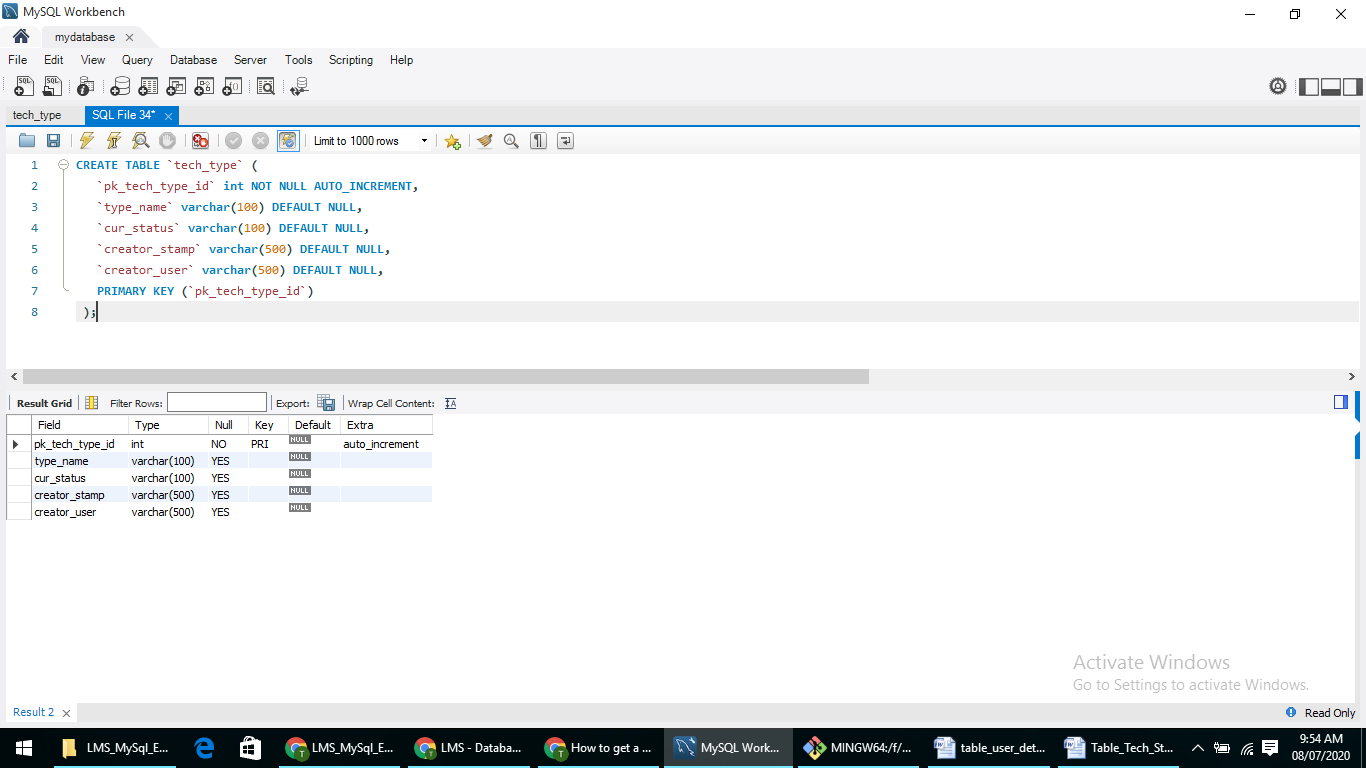 MySQL Workbench
mydatabase
File Edit View Query Database Server Tools Scripting Help
tech_type SQL File 34*
Limit to 1000 rows
1 CREATE TABLE `tech_type` (
2 `pk_tech_type_id` int NOT NULL AUTO_INCREMENT,
3 `type_name` varchar(100) DEFAULT NULL,
4 `cur_status` varchar(100) DEFAULT NULL,
5 `creator_stamp` varchar(500) DEFAULT NULL,
6 `creator_user` varchar(500) DEFAULT NULL,
7 PRIMARY KEY (`pk_tech_type_id`)
8 );
Result Grid Filter Rows: Export: Wrap Cell Content:
Field Type Null Key Default Extra
pk_tech_type_id int NO PRI NULL auto_increment
type_name varchar(100) YES NULL
cur_status varchar(100) YES NULL
creator_stamp varchar(500) YES NULL
creator_user varchar(500) YES NULL
Activate Windows
Go to Settings to activate Windows.
Result 2 Read Only
LMS_MySql_E... LMS_MySql_E... LMS - Databa... How to get a ... MySQL Work... MINGW64:/f/... table_user_det... Table_Tech_St... 9:54 AM
08/07/2020